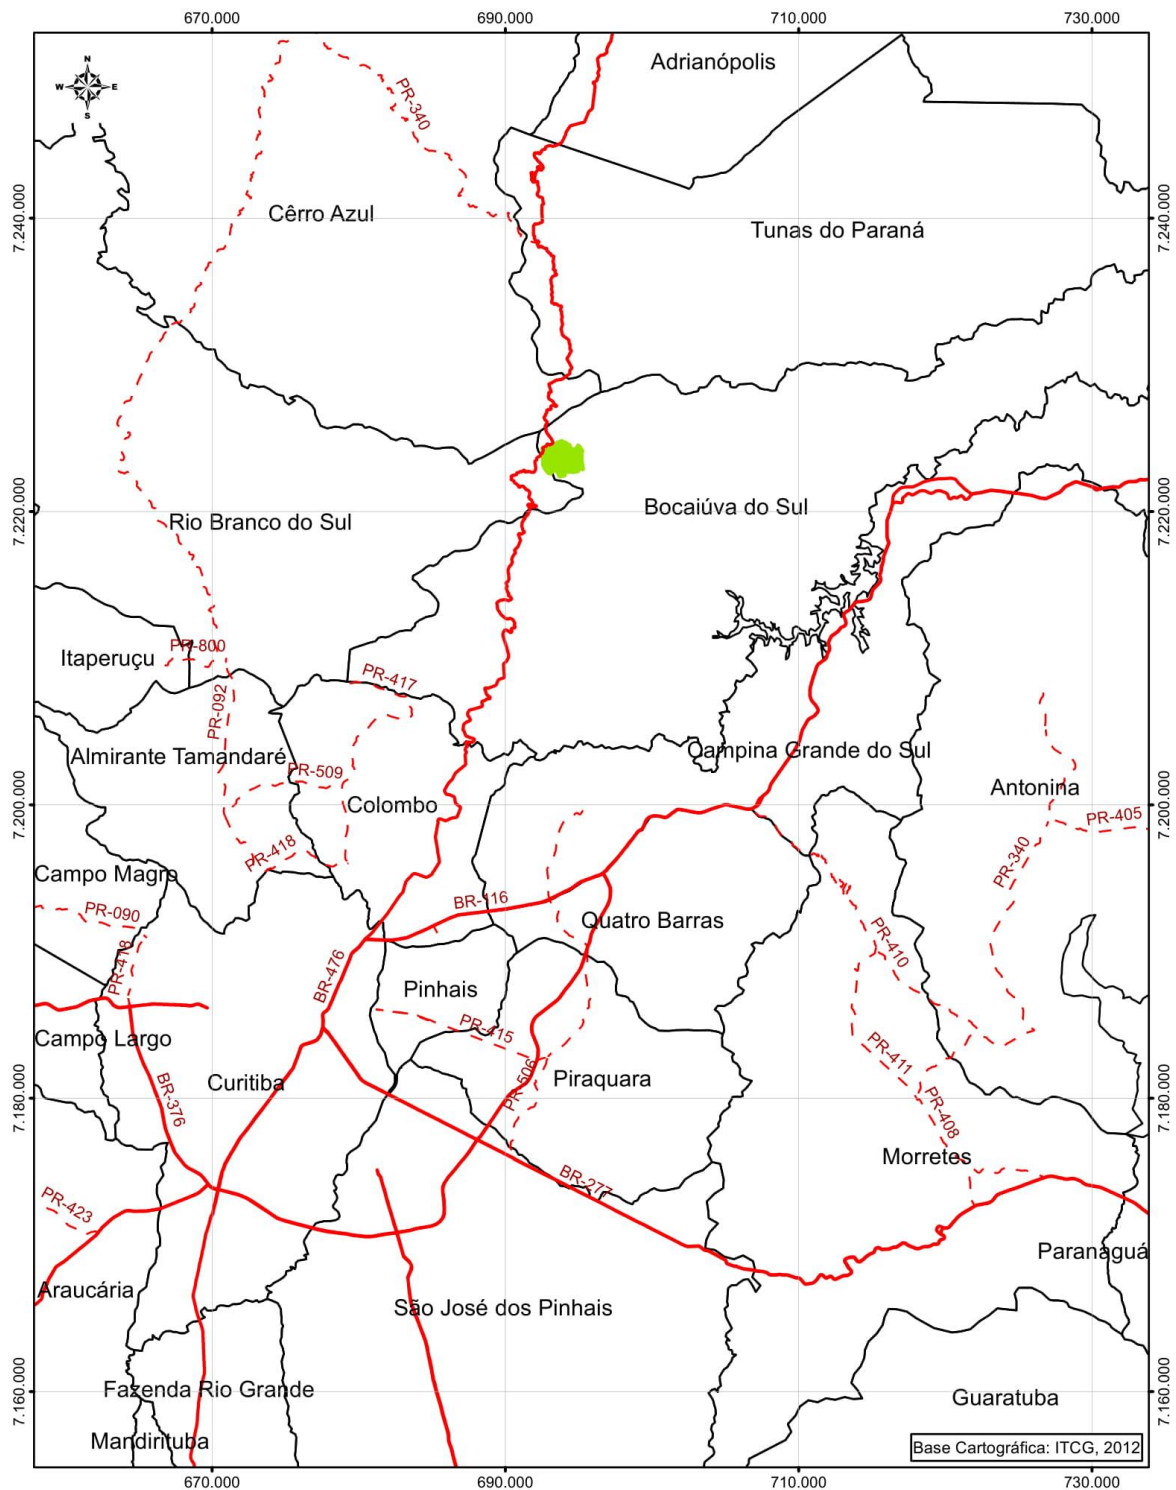 670.000 690.000 710.000 730.000
Adrianópolis
N
W E
S
PR-340
7.240.000 7.240.000
Cêrro Azul
Tunas do Paraná
7.220.000 7.220.000
Bocaiúva do Sul
Rio Branco do Sul
PR-800
Itaperuçu
PR-417
PR-092
Almirante Tamandaré
Campina Grande do Sul
PR-509
Antonina
Colombo
7.200.000 7.200.000
PR-405
PR-418
PR-340
Campo Magro
BR-116
PR-090
Quatro Barras
PR-410
PR-418
BR-476
Pinhais
PR-415
Campo Largo
PR-411
Curitiba
Piraquara
PR-506
BR-376
7.180.000 7.180.000
PR-408
Morretes
BR-277
PR-423
Paranaguá
Araucária
São José dos Pinhais
Fazenda Rio Grande
7.160.000 7.160.000
Guaratuba
Mandirituba
Base Cartográfica: ITCG, 2012
670.000 690.000 710.000 730.000